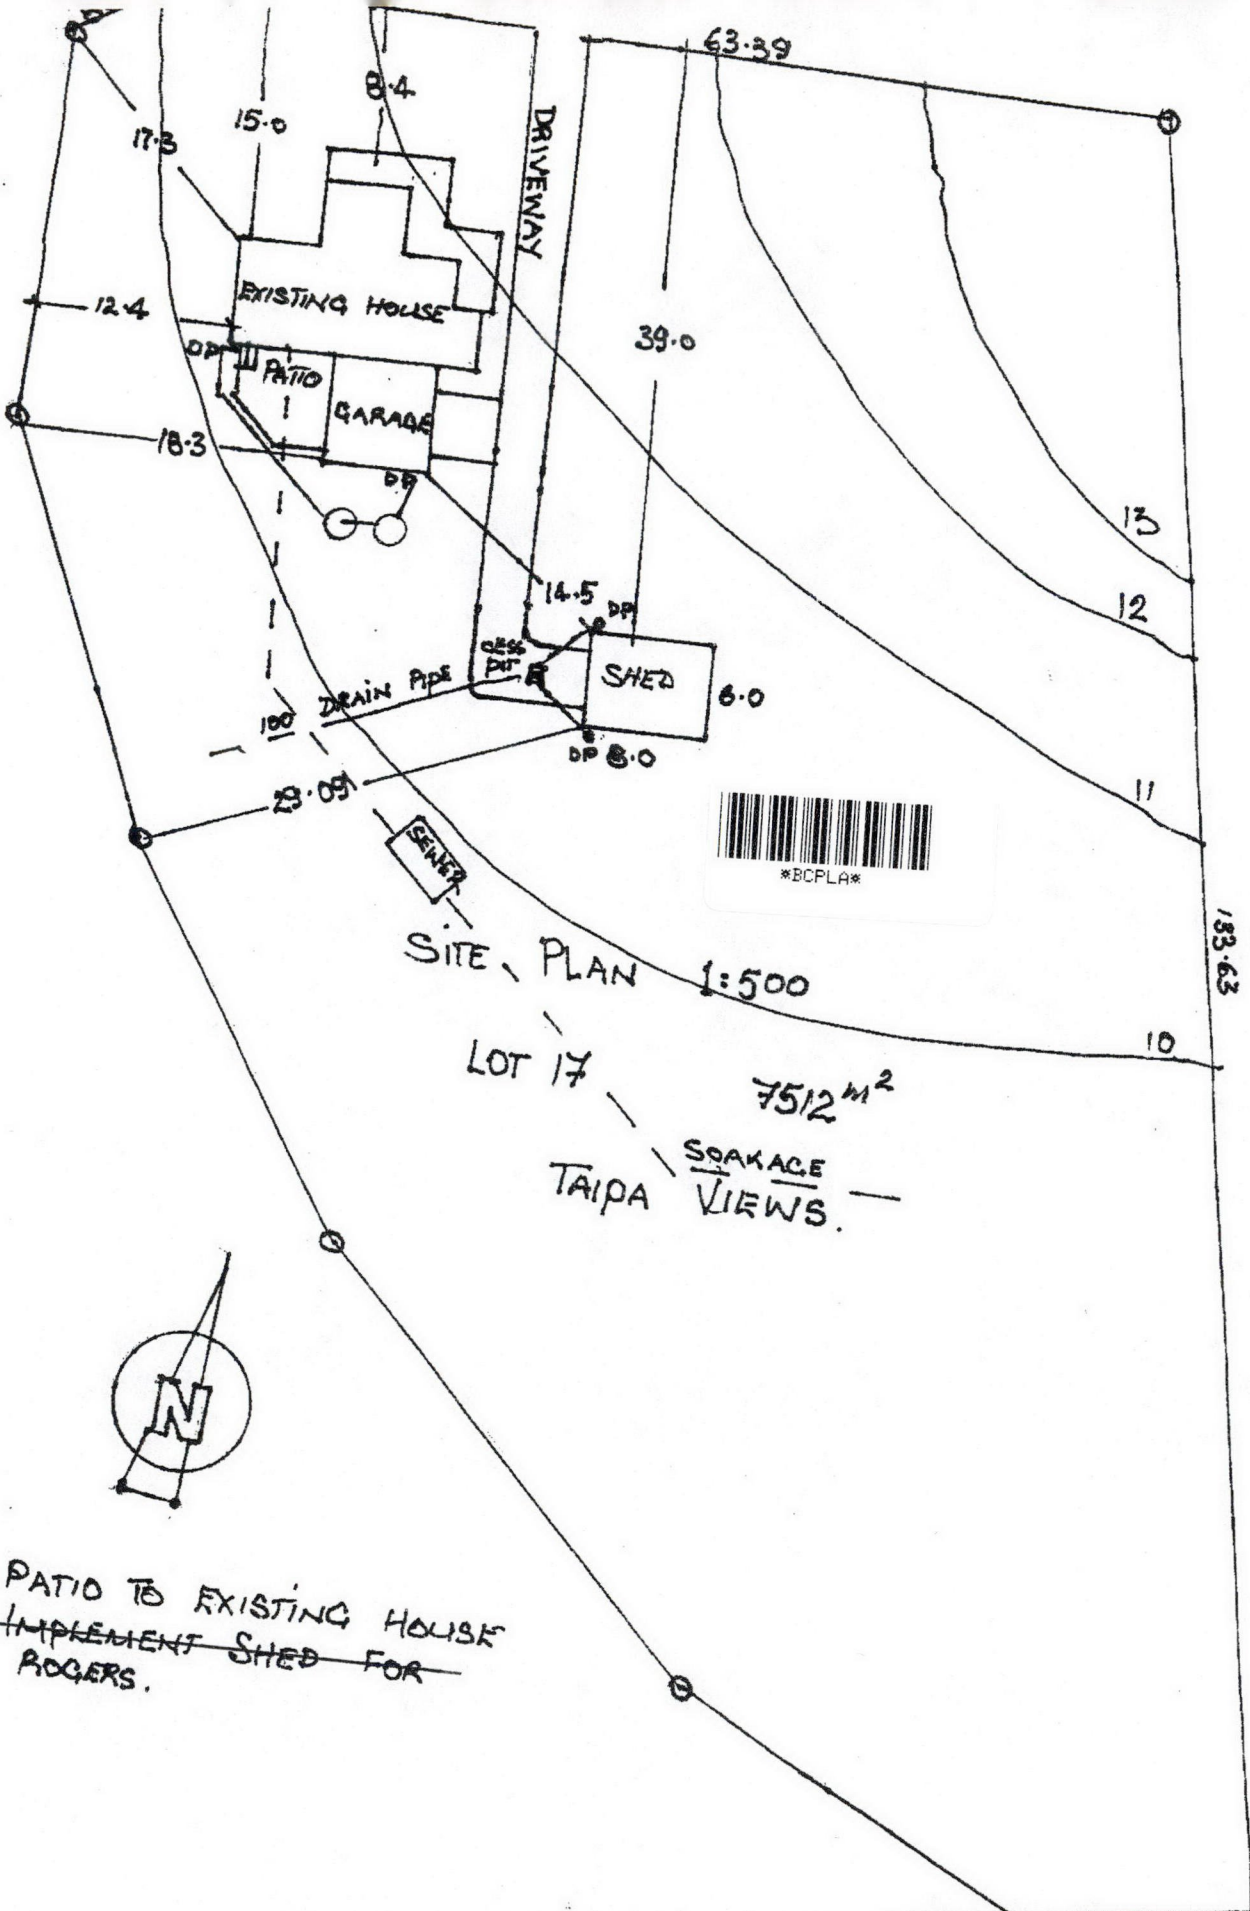 63.39
8.4
15.0
17.3
DRIVEWAY
EXISTING HOUSE
12.4
39.0
DP
PATIO
GARAGE
18.3
DP
13
14.5
DP
12
CESS
PIT
SHED
6.0
100 DRAIN PIPE
DP 8.0
29.09
11
SEWER
*BCPLA*
133.63
SITE PLAN 1:500
10
LOT 17
7512 m2
SOAKAGE
TAIPA VIEWS.
N
PATIO TO EXISTING HOUSE
IMPLEMENT SHED FOR
ROGERS.